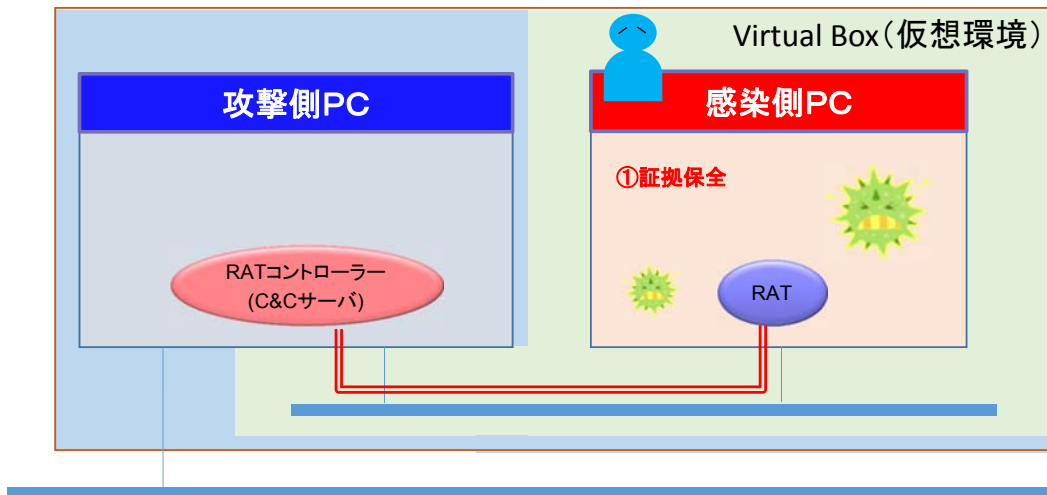 Virtual Box（仮想環境）
攻撃側PC
感染側PC
①証拠保全
RATコントローラー
(C&Cサーバ)
RAT